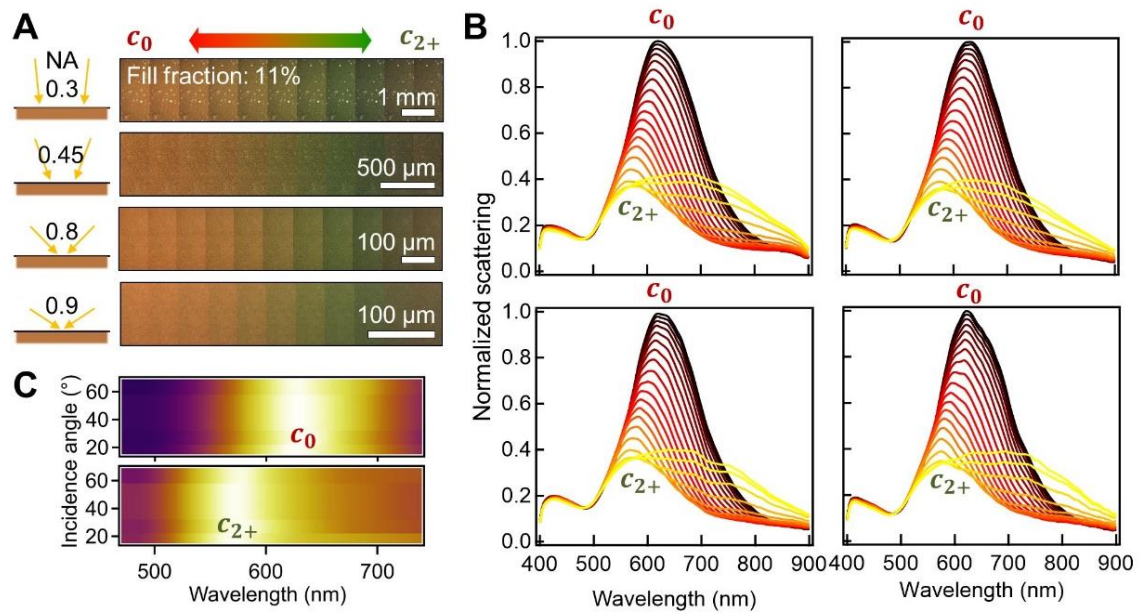 A
c₀
c₂₊
NA
0.3
Fill fraction: 11%
1 mm
0.45
500 µm
0.8
100 µm
0.9
100 µm
B
c₀
c₀
1.0
0.8
0.6
0.4
0.2
0.0
c₂₊
c₂₊
c₀
c₀
1.0
0.8
0.6
0.4
0.2
0.0
c₂₊
c₂₊
400 500 600 700 800 900
400 500 600 700 800 900
Normalized scattering
Wavelength (nm)
Wavelength (nm)
C
Incidence angle (°)
60
40
20
c₀
60
40
20
c₂₊
500 600 700
Wavelength (nm)